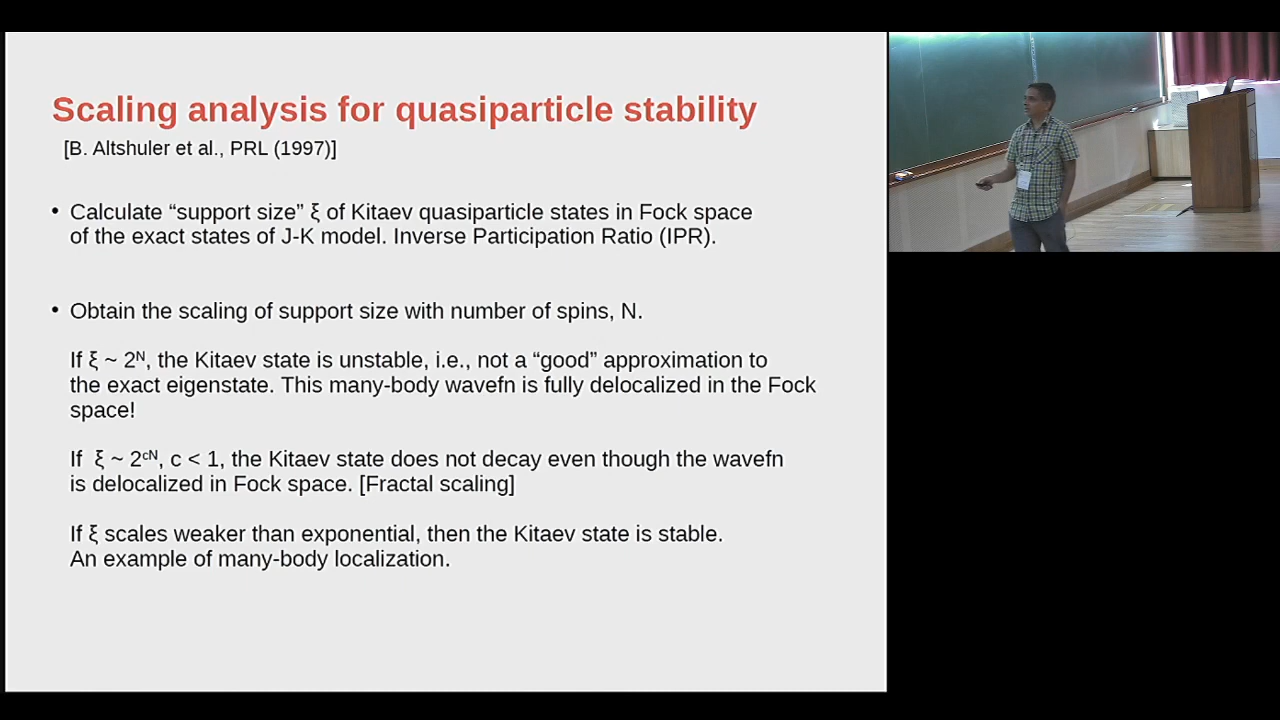 Scaling analysis for quasiparticle stability
[B. Altshuler et al., PRL (1997)]
• Calculate “support size” ξ of Kitaev quasiparticle states in Fock space
of the exact states of J-K model. Inverse Participation Ratio (IPR).
• Obtain the scaling of support size with number of spins, N.
If ξ ~ 2ᴺ, the Kitaev state is unstable, i.e., not a “good” approximation to
the exact eigenstate. This many-body wavefn is fully delocalized in the Fock
space!
If ξ ~ 2ᶜᴺ, c < 1, the Kitaev state does not decay even though the wavefn
is delocalized in Fock space. [Fractal scaling]
If ξ scales weaker than exponential, then the Kitaev state is stable.
An example of many-body localization.